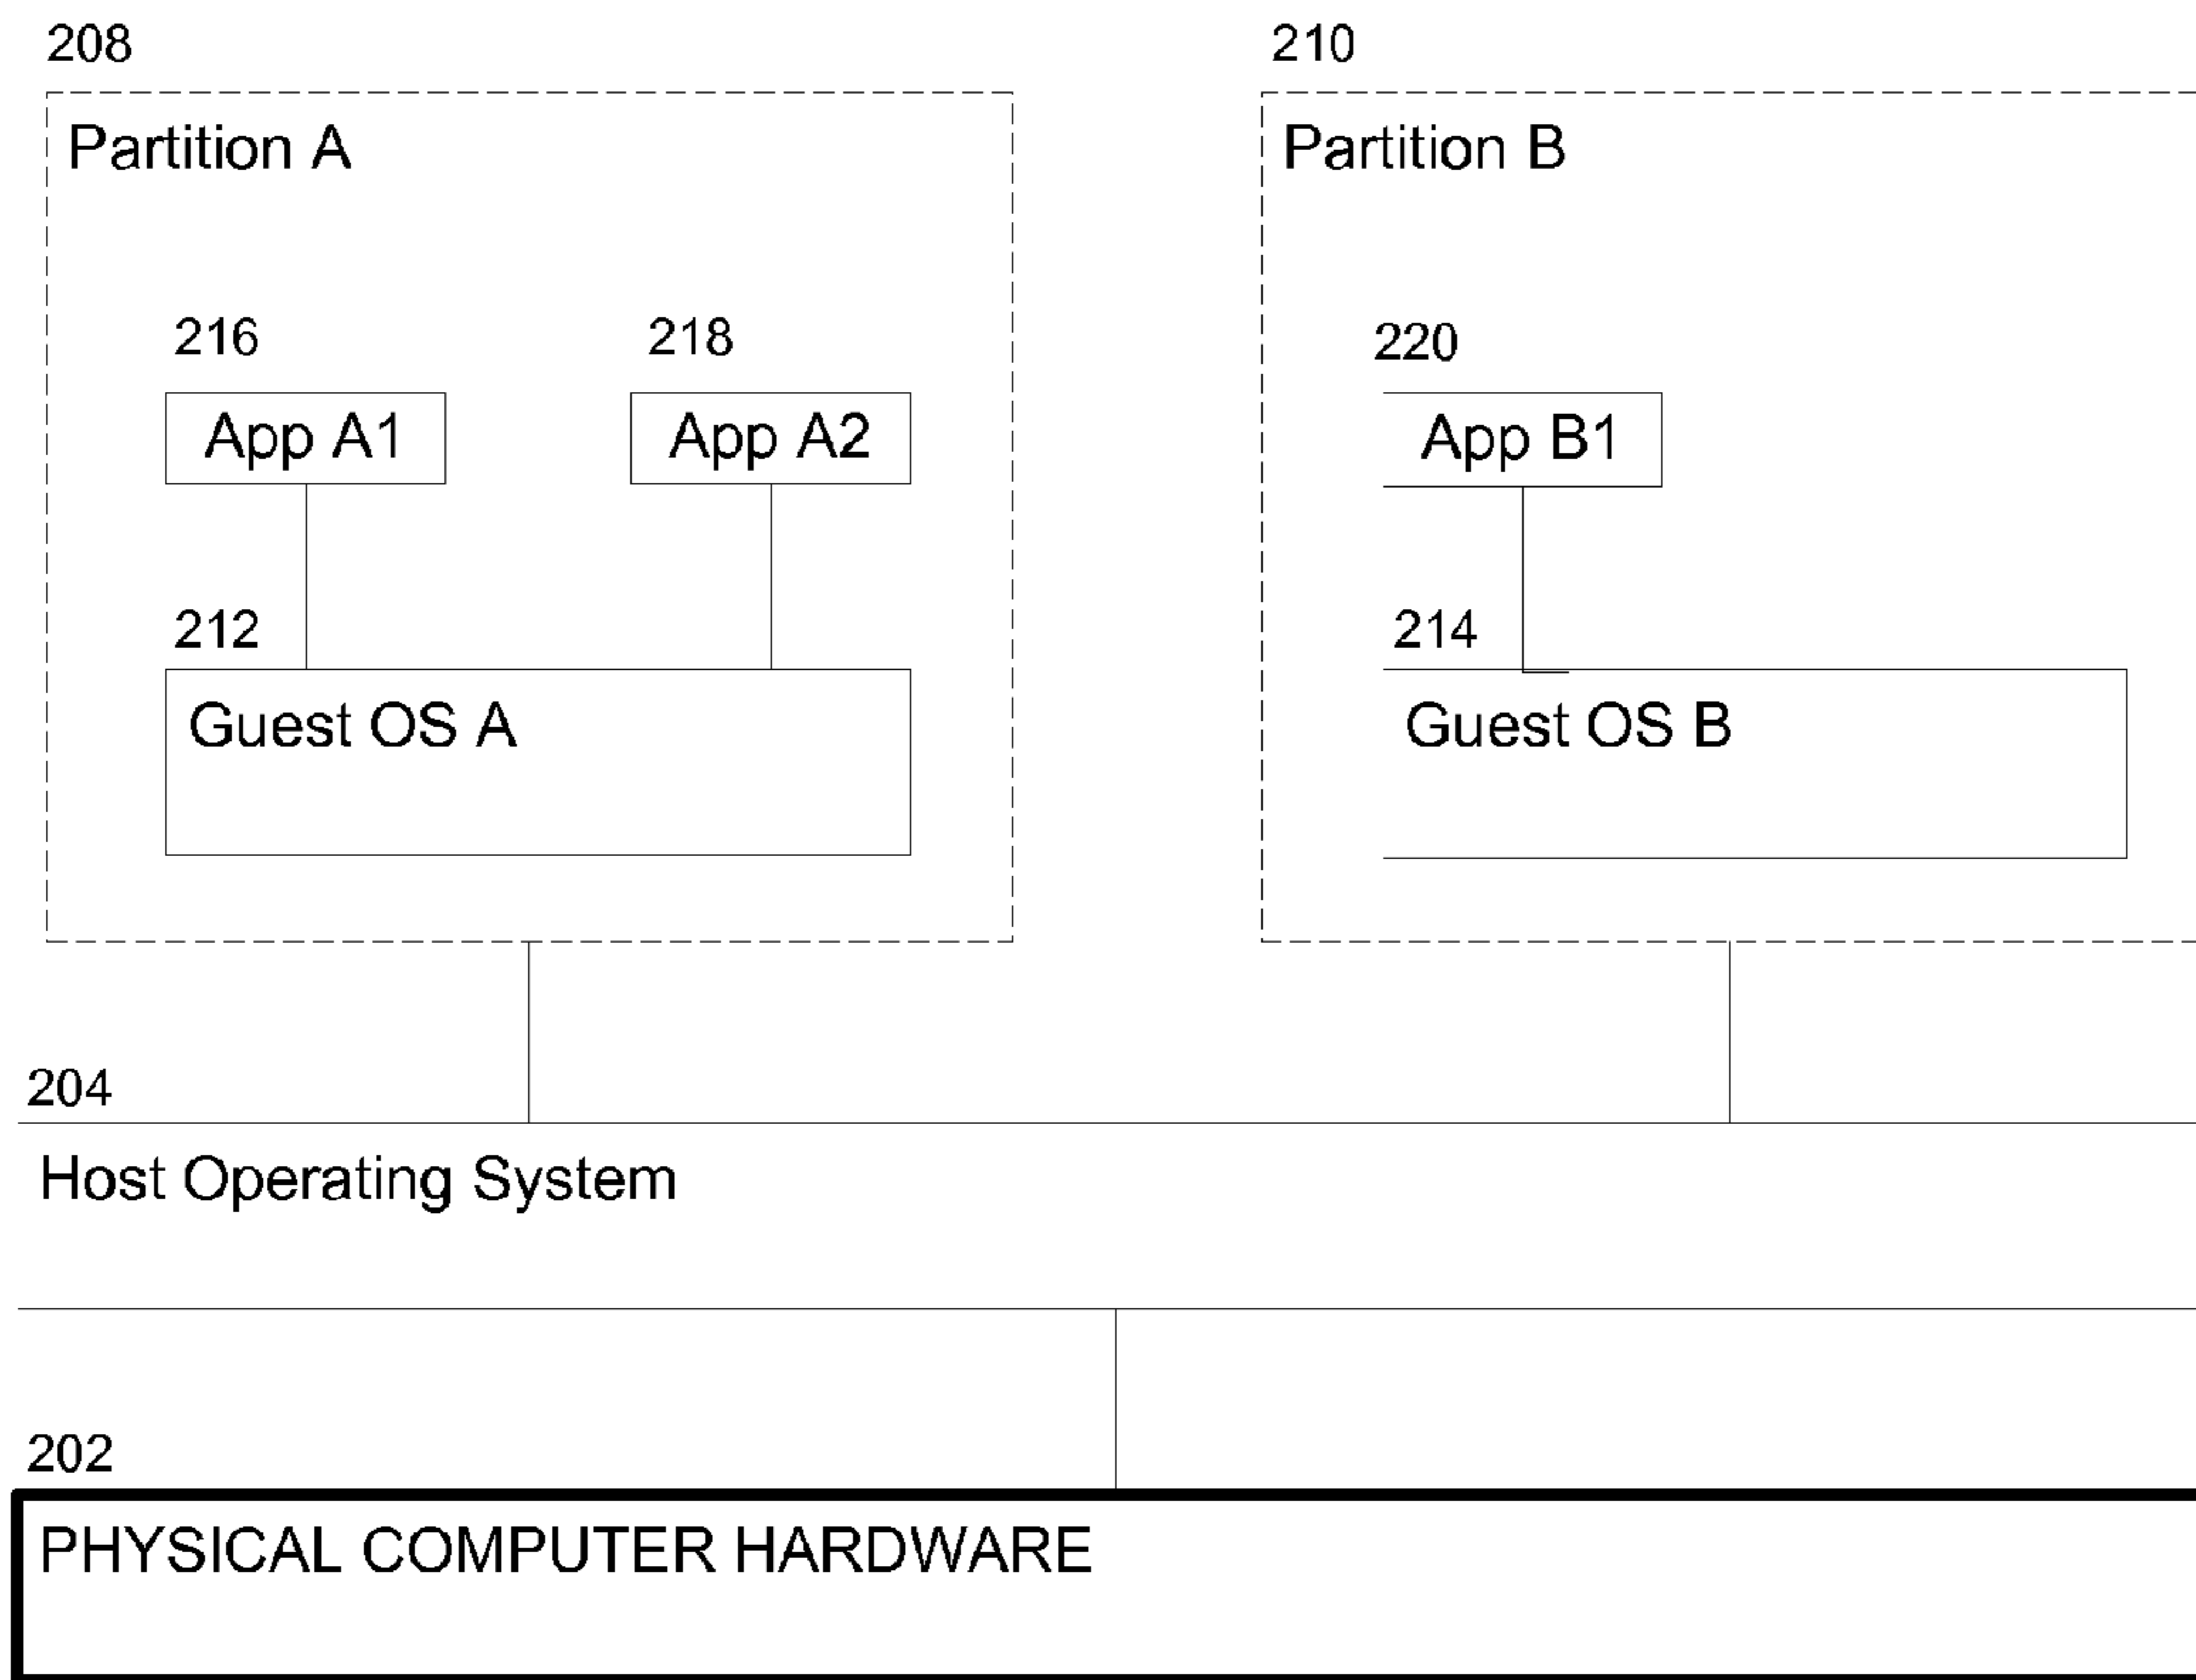 208
210
Partition A
Partition B
216
218
220
App A1
App A2
App B1
212
214
Guest OS A
Guest OS B
204
Host Operating System
202
PHYSICAL COMPUTER HARDWARE